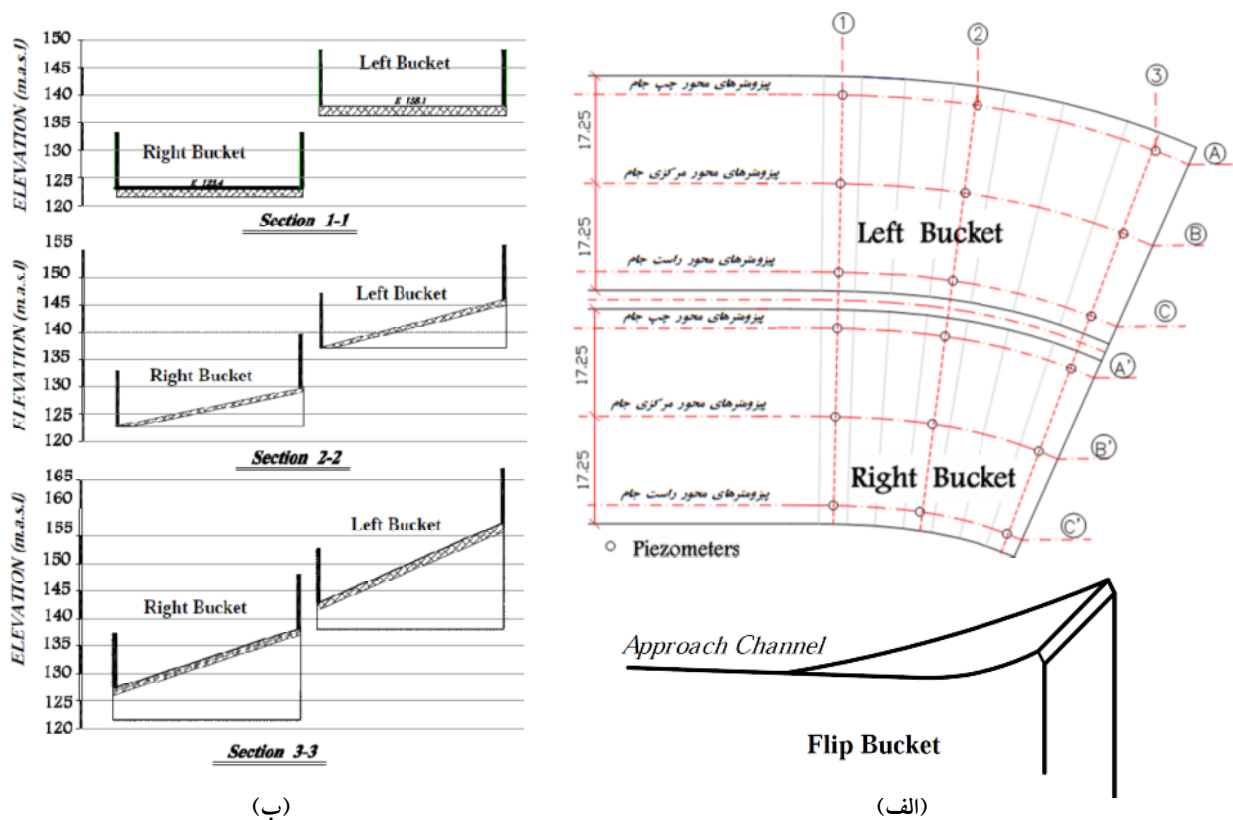 ELEVATION (m.a.s.l)
150
145
140
135
130
125
120
Left Bucket
Right Bucket
Section 1-1
ELEVATION (m.a.s.l)
155
150
145
140
135
130
125
120
Left Bucket
Right Bucket
Section 2-2
ELEVATION (m.a.s.l)
165
160
155
150
145
140
135
130
125
120
Left Bucket
Right Bucket
Section 3-3
(ب)
1
2
3
پیزومترهای محور چپ جام
17.25
A
پیزومترهای محور مرکزی جام
Left Bucket
B
17.25
پیزومترهای محور راست جام
C
پیزومترهای محور چپ جام
17.25
A'
پیزومترهای محور مرکزی جام
B'
17.25
Right Bucket
پیزومترهای محور راست جام
C'
Piezometers
Approach Channel
Flip Bucket
(الف)